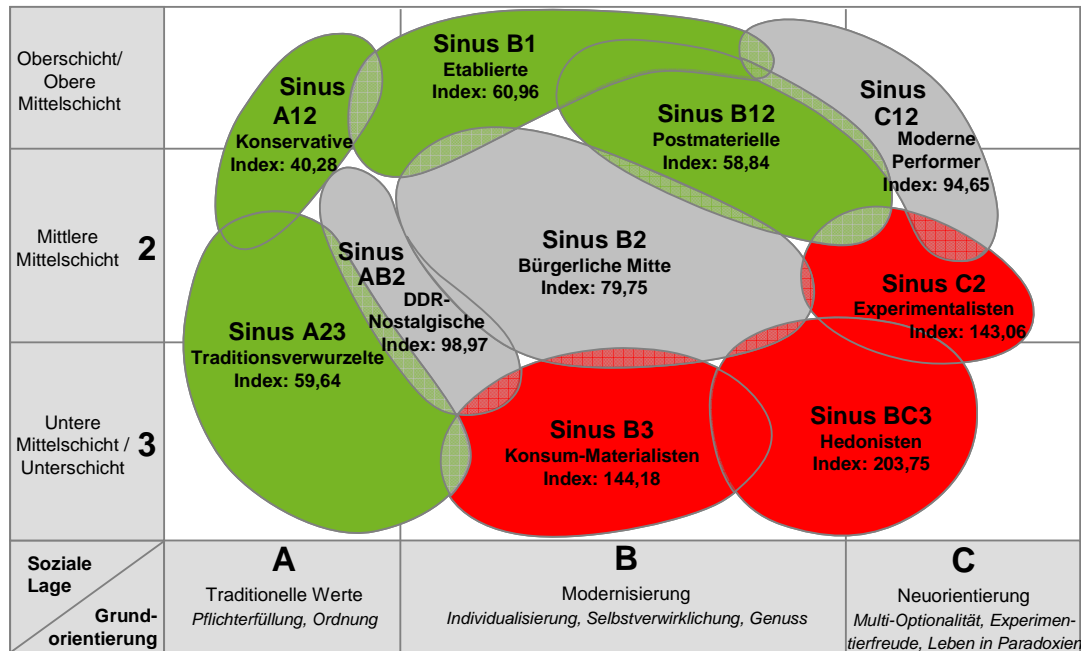 Oberschicht/
Obere
Mittelschicht
Sinus B1
Etablierte
Index: 60,96
Sinus
A12
Konservative
Index: 40,28
Sinus B12
Postmaterielle
Index: 58,84
Sinus
C12
Moderne
Performer
Index: 94,65
Mittlere
Mittelschicht
2
Sinus
AB2
DDR-
Nostalgische
Index: 98,97
Sinus B2
Bürgerliche Mitte
Index: 79,75
Sinus C2
Experimentalisten
Index: 143,06
Sinus A23
Traditionsverwurzelte
Index: 59,64
Untere
Mittelschicht /
Unterschicht
3
Sinus B3
Konsum-Materialisten
Index: 144,18
Sinus BC3
Hedonisten
Index: 203,75
Soziale
Lage
Grund-
orientierung
A
Traditionelle Werte
Pflichterfüllung, Ordnung
B
Modernisierung
Individualisierung, Selbstverwirklichung, Genuss
C
Neuorientierung
Multi-Optionalität, Experimen-
tierfreude, Leben in Paradoxien